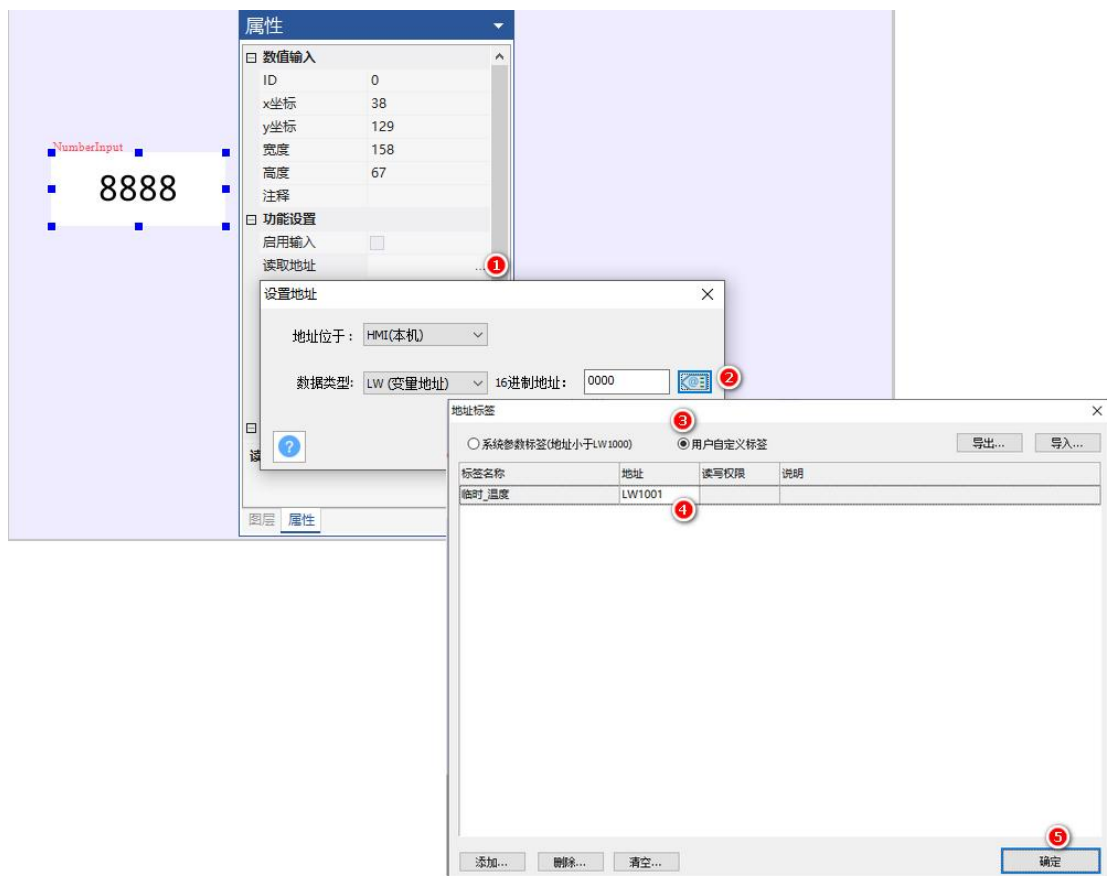 属性
数值输入
ID 0
x坐标 38
y坐标 129
宽度 158
高度 67
注释
功能设置
启用输入
读取地址 ... 1
NumberInput
8888
设置地址
地址位于： HMI(本机)
数据类型: LW (变量地址) 16进制地址： 0000 2
?
图层 属性
地址标签
3
系统参数标签(地址小于LW1000) 用户自定义标签 导出... 导入...
标签名称 地址 读写权限 说明
临时_温度 LW1001
4
5
添加... 删除... 清空... 确定